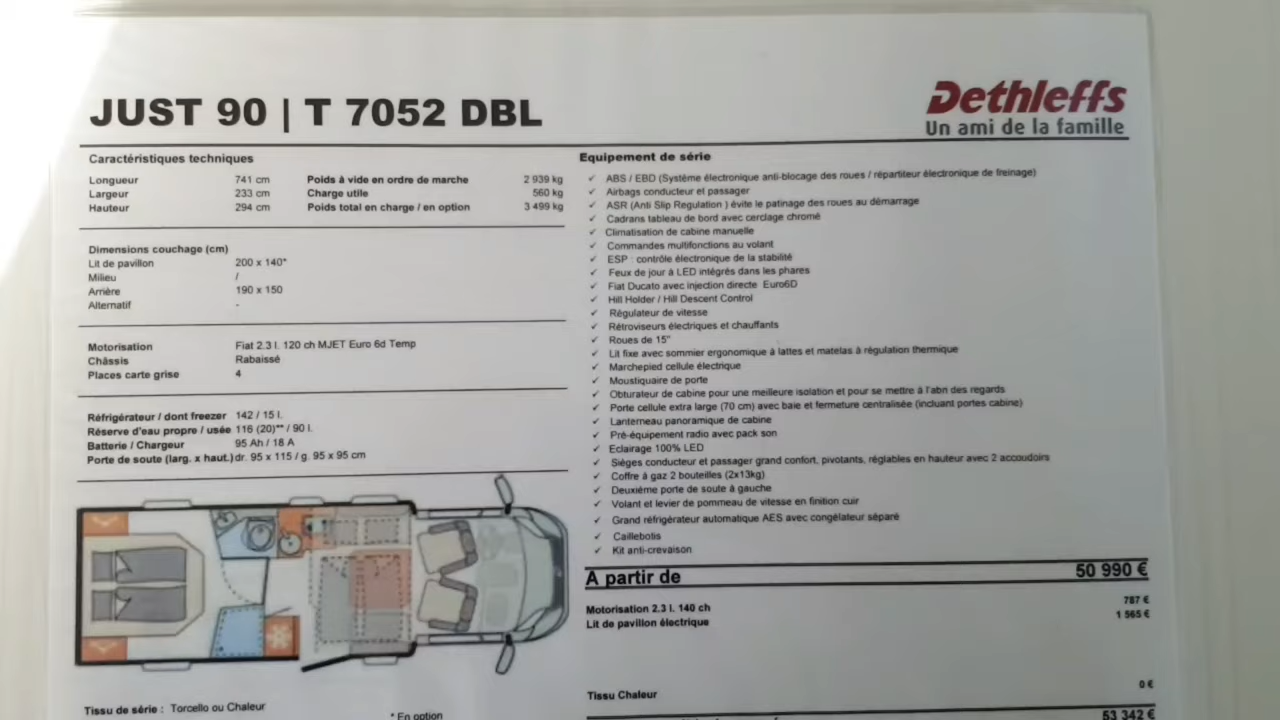 JUST 90 | T 7052 DBL
Dethleffs
Un ami de la famille
Caractéristiques techniques
Longueur 741 cm Poids à vide en ordre de marche 2 939 kg
Largeur 233 cm Charge utile 560 kg
Hauteur 294 cm Poids total en charge / en option 3 499 kg
Dimensions couchage (cm)
Lit de pavillon 200 x 140*
Milieu /
Arrière 190 x 150
Alternatif -
Motorisation Fiat 2.3 l. 120 ch MJET Euro 6d Temp
Châssis Rabaissé
Places carte grise 4
Réfrigérateur / dont freezer 142 / 15 l.
Réserve d'eau propre / usée 116 (20)** / 90 l.
Batterie / Chargeur 95 Ah / 18 A
Porte de soute (larg. x haut.) dr. 95 x 115 / g. 95 x 95 cm
Tissu de série : Torcello ou Chaleur
* En option
Equipement de série
✓ ABS / EBD (Système électronique anti-blocage des roues / répartiteur électronique de freinage)
✓ Airbags conducteur et passager
✓ ASR (Anti Slip Regulation ) évite le patinage des roues au démarrage
✓ Cadrans tableau de bord avec cerclage chromé
✓ Climatisation de cabine manuelle
✓ Commandes multifonctions au volant
✓ ESP : contrôle électronique de la stabilité
✓ Feux de jour à LED intégrés dans les phares
✓ Fiat Ducato avec injection directe Euro6D
✓ Hill Holder / Hill Descent Control
✓ Régulateur de vitesse
✓ Rétroviseurs électriques et chauffants
✓ Roues de 15"
✓ Lit fixe avec sommier ergonomique à lattes et matelas à régulation thermique
✓ Marchepied cellule électrique
✓ Moustiquaire de porte
✓ Obturateur de cabine pour une meilleure isolation et pour se mettre à l'abri des regards
✓ Porte cellule extra large (70 cm) avec baie et fermeture centralisée (incluant portes cabine)
✓ Lanterneau panoramique de cabine
✓ Pré-équipement radio avec pack son
✓ Eclairage 100% LED
✓ Sièges conducteur et passager grand confort, pivotants, réglables en hauteur avec 2 accoudoirs
✓ Coffre à gaz 2 bouteilles (2x13kg)
✓ Deuxième porte de soute à gauche
✓ Volant et levier de pommeau de vitesse en finition cuir
✓ Grand réfrigérateur automatique AES avec congélateur séparé
✓ Caillebotis
✓ Kit anti-crevaison
A partir de 50 990 €
Motorisation 2.3 l. 140 ch 787 €
Lit de pavillon électrique 1 565 €
Tissu Chaleur 0 €
53 342 €